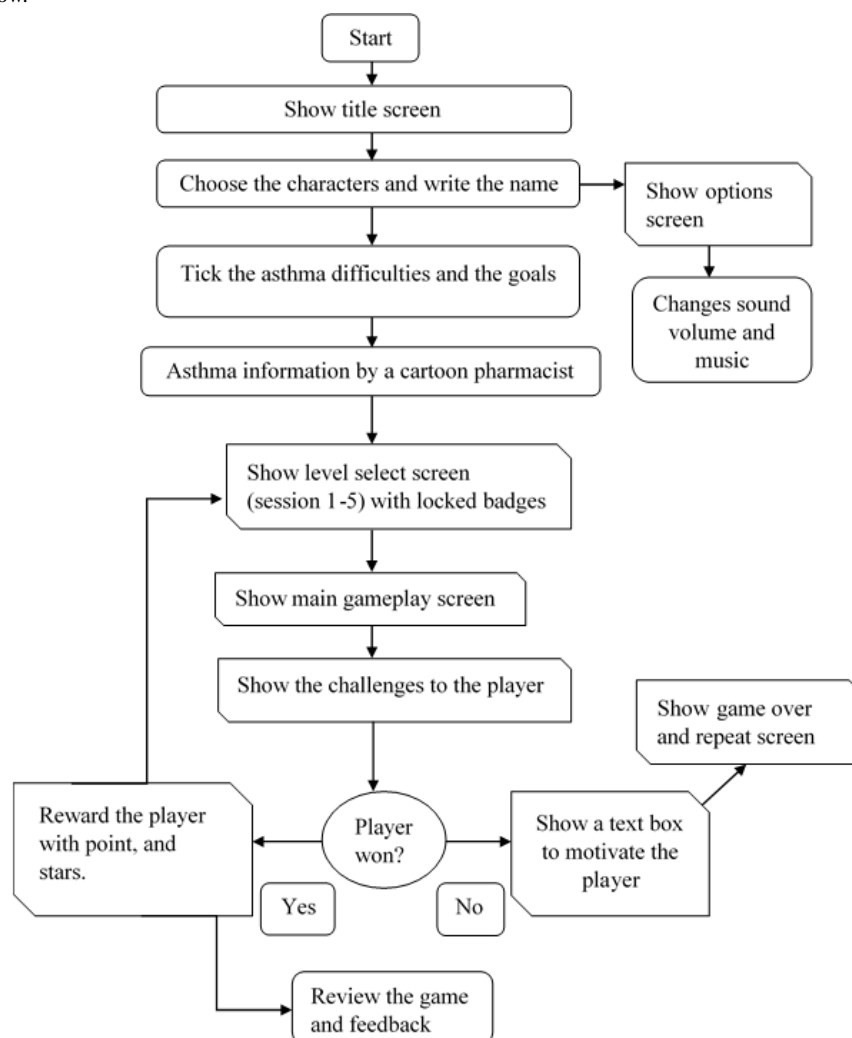 Start
Show title screen
Choose the characters and write the name
Show options
screen
Tick the asthma difficulties and the goals
Changes sound
volume and
music
Asthma information by a cartoon pharmacist
Show level select screen
(session 1-5) with locked badges
Show main gameplay screen
Show the challenges to the player
Show game over
and repeat screen
Reward the player
with point, and
stars.
Player
won?
Show a text box
to motivate the
player
Yes
No
Review the game
and feedback